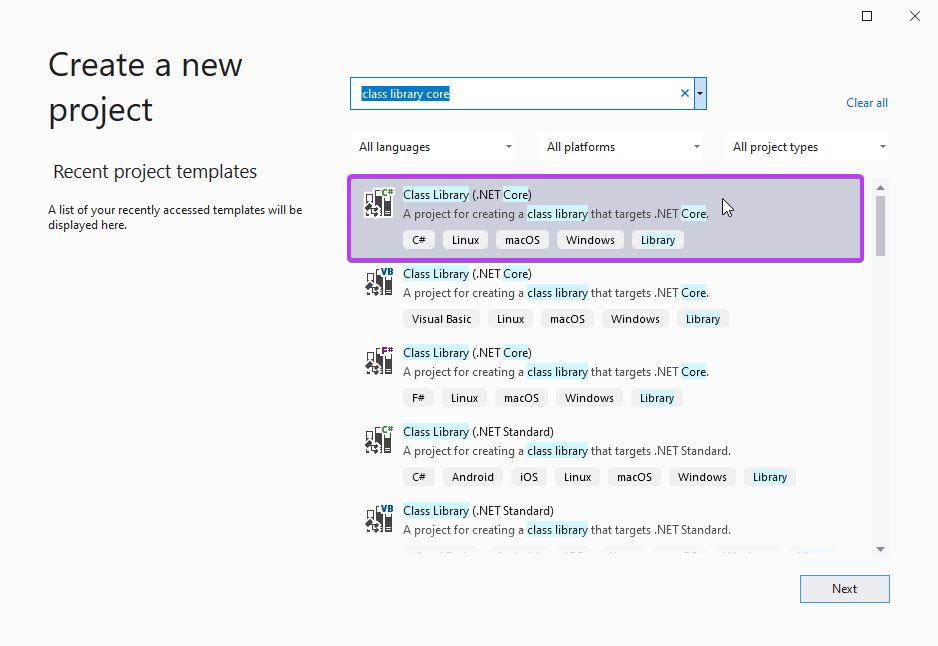 Create a new
project
Recent project templates
A list of your recently accessed templates will be
displayed here.
class library core
Clear all
All languages
All platforms
All project types
C#
Class Library (.NET Core)
A project for creating a class library that targets .NET Core.
C# Linux macOS Windows Library
VB
Class Library (.NET Core)
A project for creating a class library that targets .NET Core.
Visual Basic Linux macOS Windows Library
F#
Class Library (.NET Core)
A project for creating a class library that targets .NET Core.
F# Linux macOS Windows Library
C#
Class Library (.NET Standard)
A project for creating a class library that targets .NET Standard.
C# Android iOS Linux macOS Windows Library
VB
Class Library (.NET Standard)
A project for creating a class library that targets .NET Standard.
Next